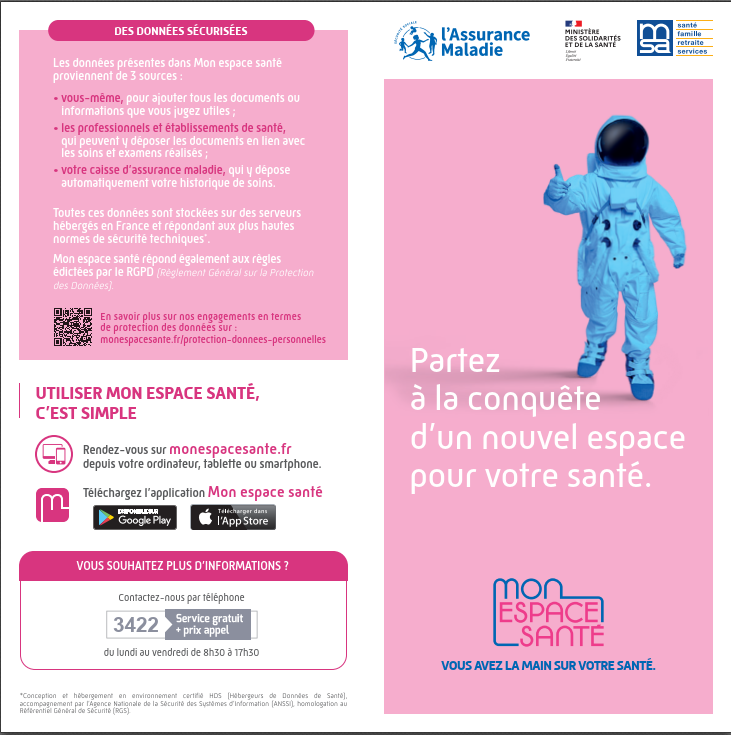 DES DONNÉES SÉCURISÉES
Les données présentes dans Mon espace santé
proviennent de 3 sources :
• vous-même, pour ajouter tous les documents ou
informations que vous jugez utiles ;
• les professionnels et établissements de santé,
qui peuvent y déposer les documents en lien avec
les soins et examens réalisés ;
• votre caisse d'assurance maladie, qui y dépose
automatiquement votre historique de soins.
Toutes ces données sont stockées sur des serveurs
hébergés en France et répondant aux plus hautes
normes de sécurité techniques*.
Mon espace santé répond également aux règles
édictées par le RGPD (Règlement Général sur la Protection
des Données).
En savoir plus sur nos engagements en termes
de protection des données sur :
monespacesante.fr/protection-donnees-personnelles
UTILISER MON ESPACE SANTÉ,
C'EST SIMPLE
Rendez-vous sur monespacesante.fr
depuis votre ordinateur, tablette ou smartphone.
Téléchargez l'application Mon espace santé
DISPONIBLE SUR
Google Play
Télécharger dans
l'App Store
VOUS SOUHAITEZ PLUS D'INFORMATIONS ?
Contactez-nous par téléphone
3422 Service gratuit
+ prix appel
du lundi au vendredi de 8h30 à 17h30
*Conception et hébergement en environnement certifié HDS (Hébergeurs de Données de Santé),
accompagnement par l'Agence Nationale de la Sécurité des Systèmes d'Information (ANSSI), homologation au
Référentiel Général de Sécurité (RGS).
l'Assurance
Maladie
MINISTÈRE
DES SOLIDARITÉS
ET DE LA SANTÉ
Liberté
Égalité
Fraternité
msa
santé
famille
retraite
services
Partez
à la conquête
d'un nouvel espace
pour votre santé.
mon
ESPACE
SANTÉ
VOUS AVEZ LA MAIN SUR VOTRE SANTÉ.